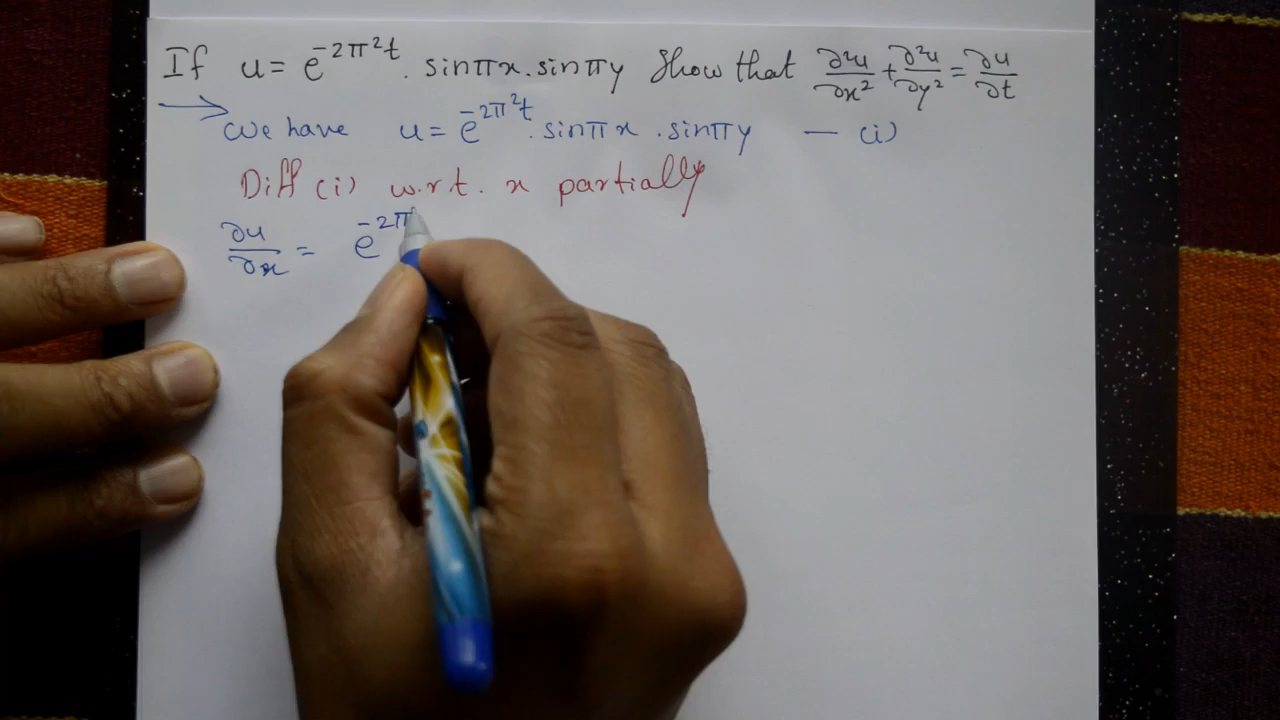 If u = e^{-2π²t} . sinπx . sinπy Show that ∂²u/∂x² + ∂²u/∂y² = ∂u/∂t
We have u = e^{-2π²t} . sinπx . sinπy — (i)
Diff (i) w.r.t. x partially
∂u/∂x = e^{-2π